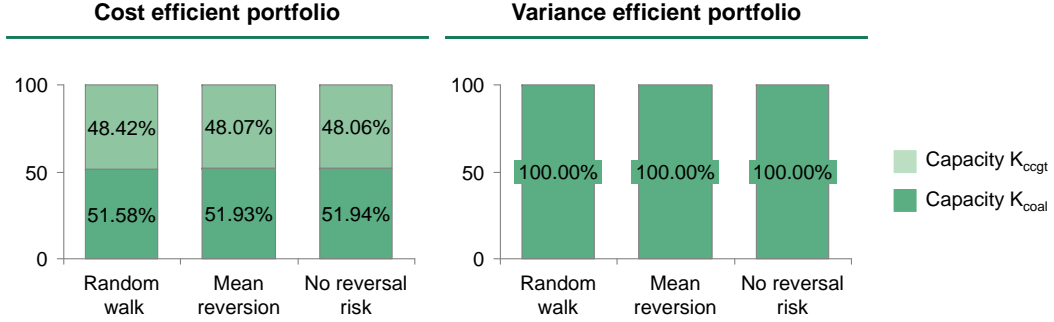 Cost efficient portfolio
Variance efficient portfolio
100
50
0
48.42%
48.07%
48.06%
51.58%
51.93%
51.94%
Random walk
Mean reversion
No reversal risk
100
50
0
100.00%
100.00%
100.00%
Random walk
Mean reversion
No reversal risk
Capacity Kccgt
Capacity Kcoal